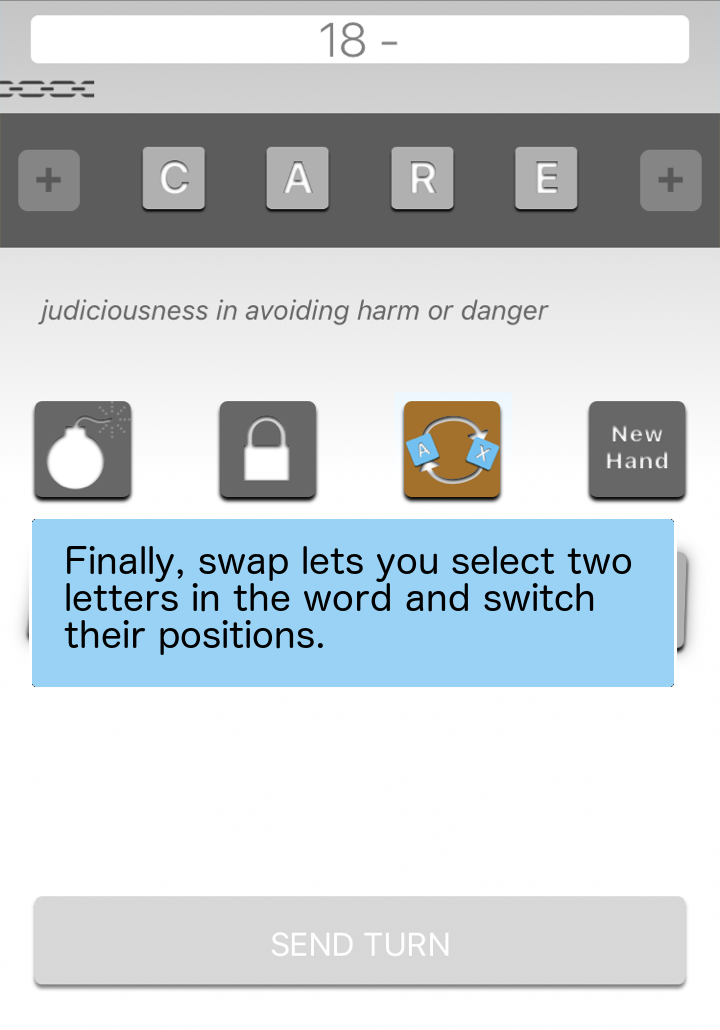 18 -
+ C A R E +
judiciousness in avoiding harm or danger
A X
New
Hand
Finally, swap lets you select two
letters in the word and switch
their positions.
SEND TURN